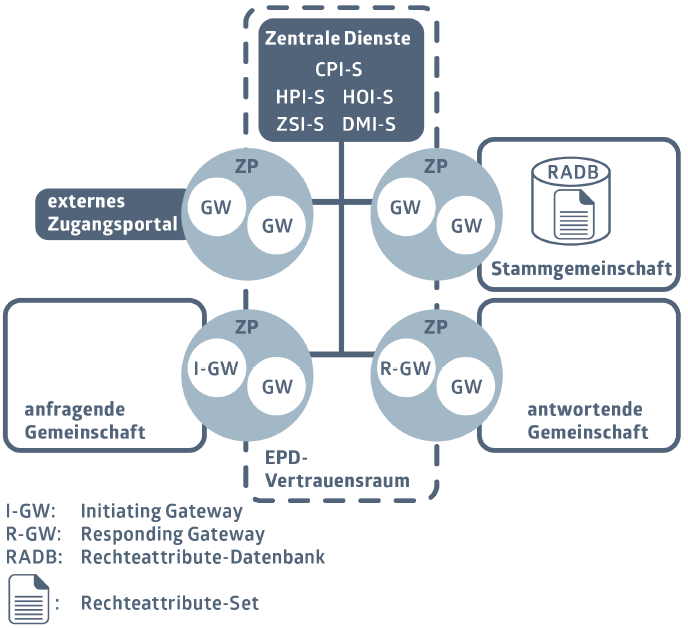 Zentrale Dienste
CPI-S
HPI-S HOI-S
ZSI-S DMI-S
ZP
GW
GW
ZP
GW
GW
externes
Zugangsportal
RADB
Stammgemeinschaft
ZP
I-GW
GW
ZP
R-GW
GW
anfragende
Gemeinschaft
antwortende
Gemeinschaft
EPD-
Vertrauensraum
I-GW: Initiating Gateway
R-GW: Responding Gateway
RADB: Rechteattribute-Datenbank
: Rechteattribute-Set